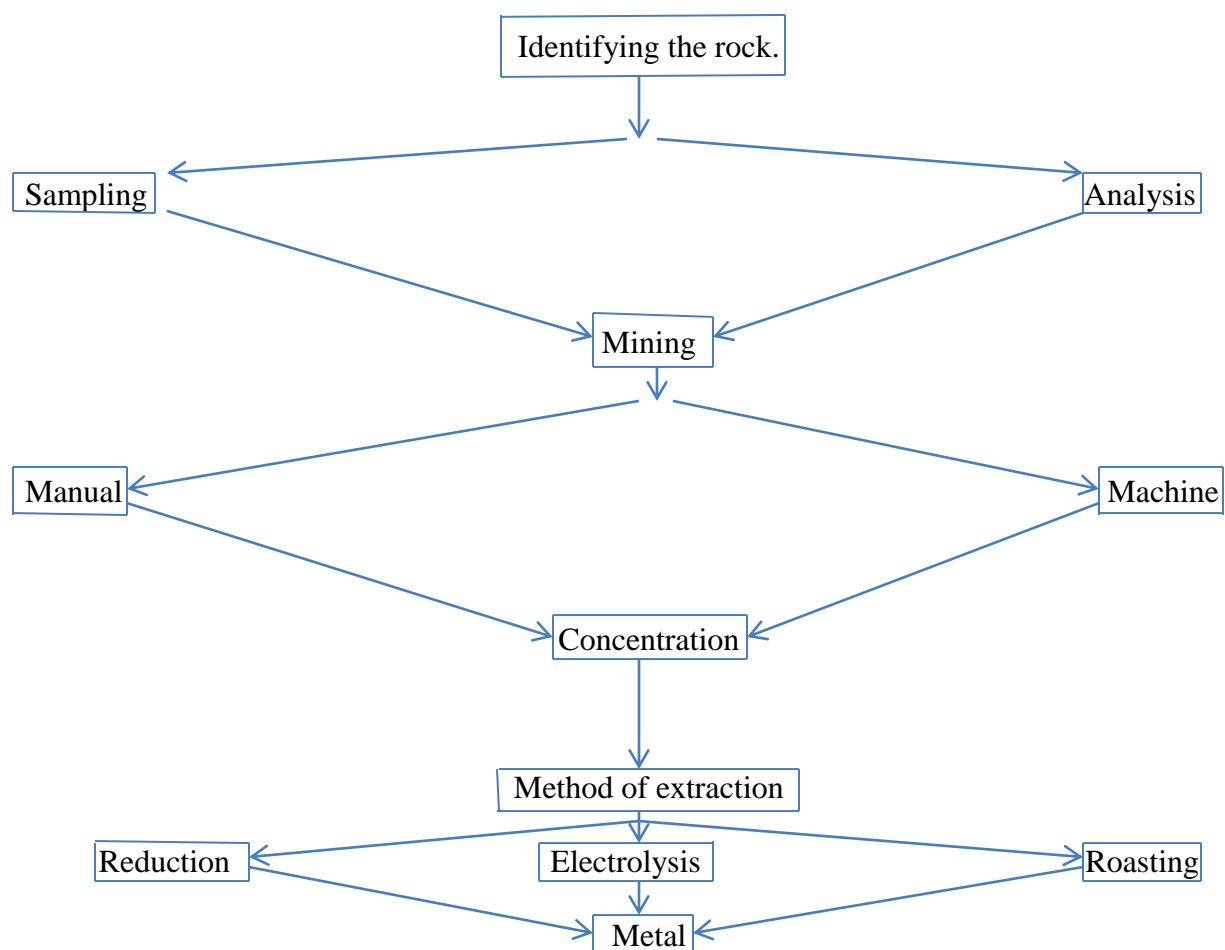 Identifying the rock.
Sampling
Analysis
Mining
Manual
Machine
Concentration
Method of extraction
Reduction
Electrolysis
Roasting
Metal